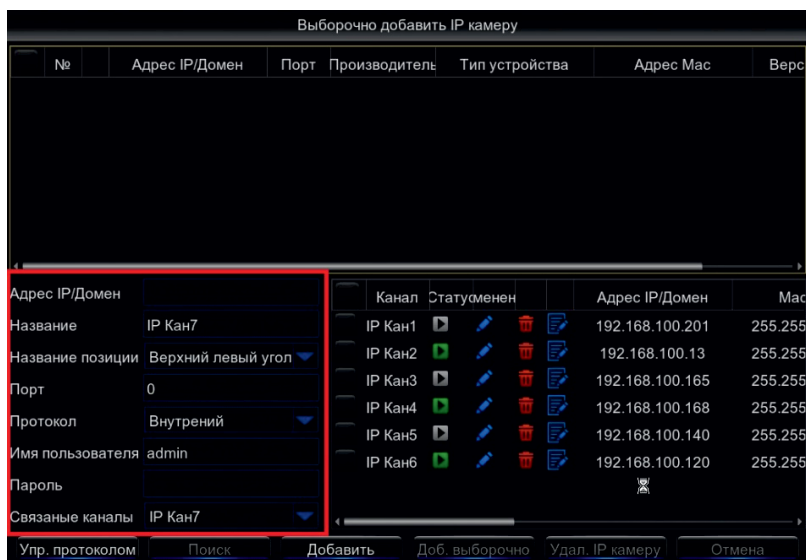 Выборочно добавить IP камеру
№ Адрес IP/Домен Порт Производитель Тип устройства Адрес Mac Верс
Адрес IP/Домен
Название IP Кан7
Название позиции Верхний левый угол
Порт 0
Протокол Внутрений
Имя пользователя admin
Пароль
Связаные каналы IP Кан7
Канал Статус менен Адрес IP/Домен Мас
IP Кан1 192.168.100.201 255.255
IP Кан2 192.168.100.13 255.255
IP Кан3 192.168.100.165 255.255
IP Кан4 192.168.100.168 255.255
IP Кан5 192.168.100.140 255.255
IP Кан6 192.168.100.120 255.255
Упр. протоколом Поиск Добавить Доб. выборочно Удал. IP камеру Отмена